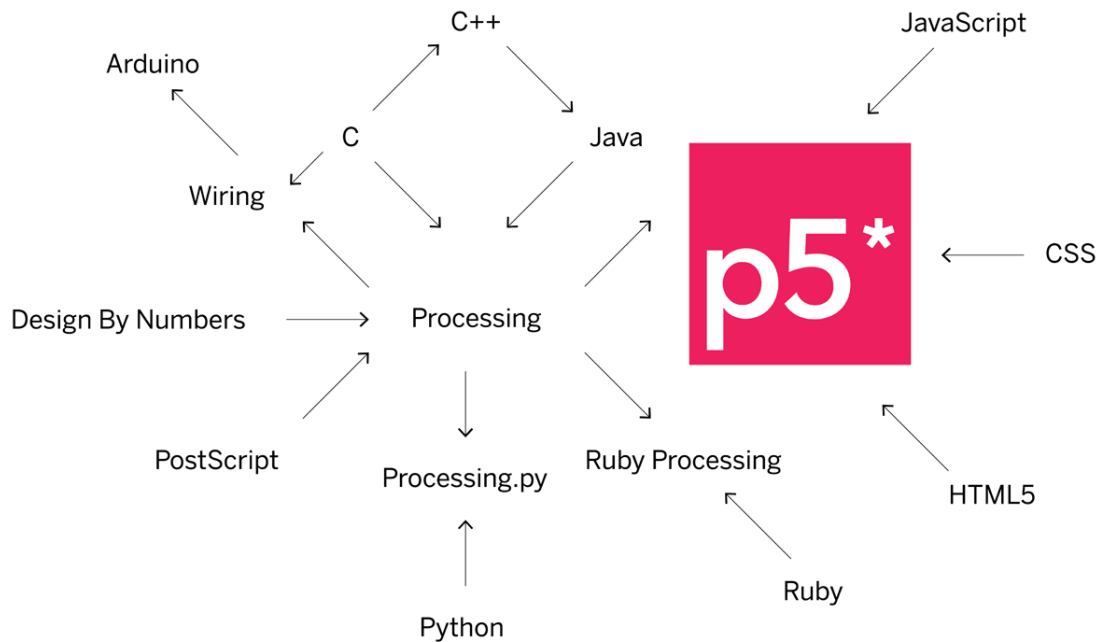 C++
JavaScript
Arduino
C
Java
Wiring
p5*
CSS
Design By Numbers
Processing
PostScript
Processing.py
Ruby Processing
HTML5
Ruby
Python